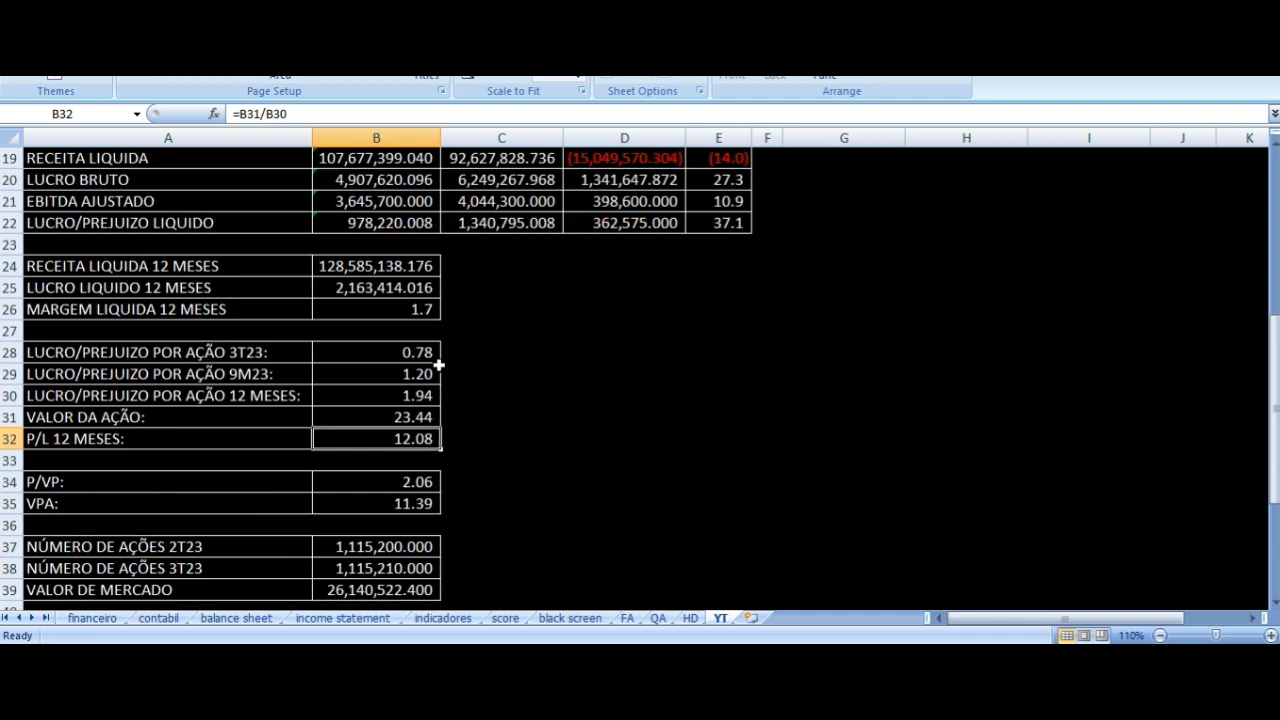 Themes Page Setup Scale to Fit Sheet Options Arrange
B32 fx =B31/B30
A B C D E F G H I J K
19 RECEITA LIQUIDA 107,677,399.040 92,627,828.736 (15,049,570.304) (14.0)
20 LUCRO BRUTO 4,907,620.096 6,249,267.968 1,341,647.872 27.3
21 EBITDA AJUSTADO 3,645,700.000 4,044,300.000 398,600.000 10.9
22 LUCRO/PREJUIZO LIQUIDO 978,220.008 1,340,795.008 362,575.000 37.1
23
24 RECEITA LIQUIDA 12 MESES 128,585,138.176
25 LUCRO LIQUIDO 12 MESES 2,163,414.016
26 MARGEM LIQUIDA 12 MESES 1.7
27
28 LUCRO/PREJUIZO POR AÇÃO 3T23: 0.78
29 LUCRO/PREJUIZO POR AÇÃO 9M23: 1.20
30 LUCRO/PREJUIZO POR AÇÃO 12 MESES: 1.94
31 VALOR DA AÇÃO: 23.44
32 P/L 12 MESES: 12.08
33
34 P/VP: 2.06
35 VPA: 11.39
36
37 NÚMERO DE AÇÕES 2T23 1,115,200.000
38 NÚMERO DE AÇÕES 3T23 1,115,210.000
39 VALOR DE MERCADO 26,140,522.400
financeiro contabil balance sheet income statement indicadores score black screen FA QA HD YT
Ready 110%